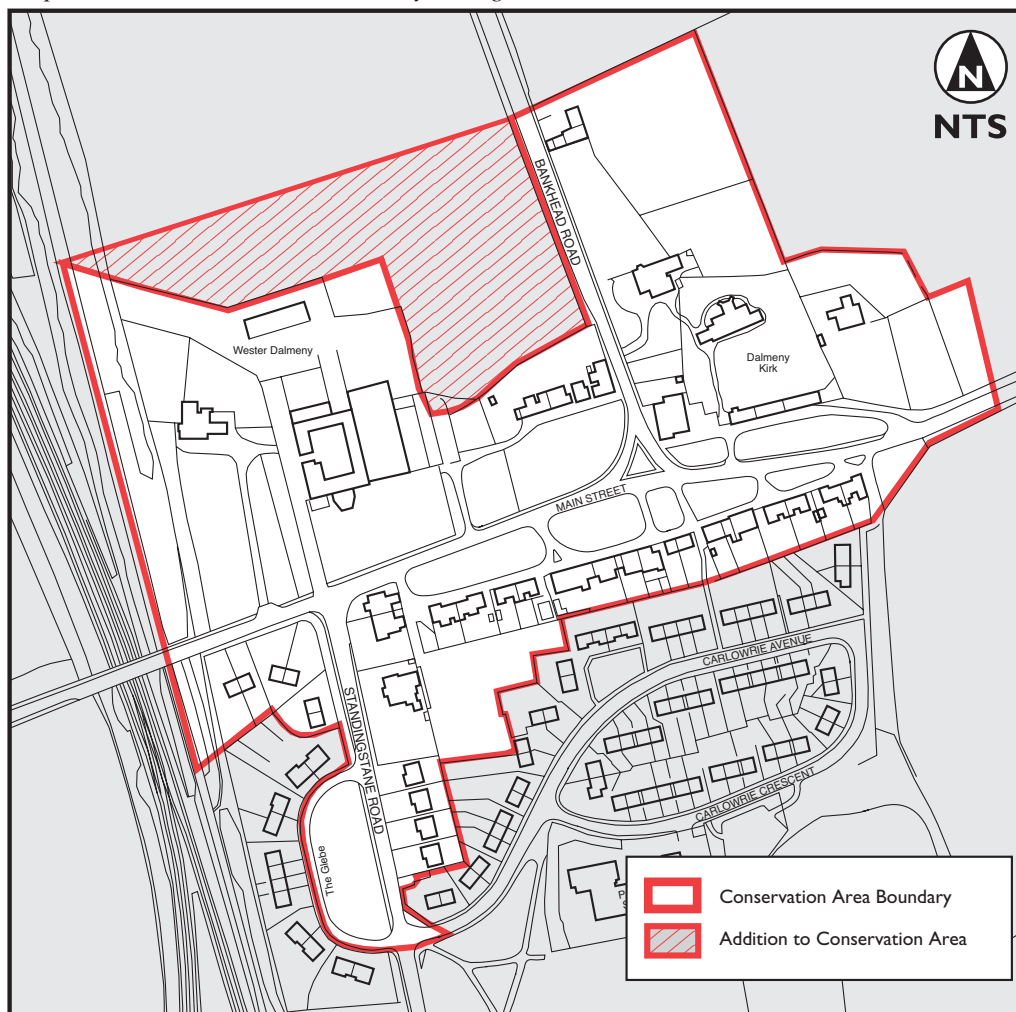 N
NTS
BANKHEAD ROAD
Wester Dalmeny
Dalmeny
Kirk
MAIN STREET
CARLOWRIE AVENUE
STANDINGSTANE ROAD
CARLOWRIE CRESCENT
The Glebe
Conservation Area Boundary
Addition to Conservation Area